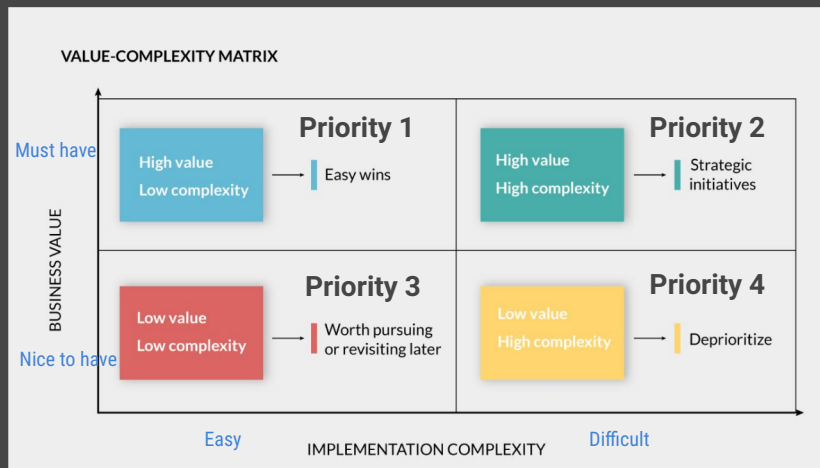 VALUE-COMPLEXITY MATRIX
Must have
Priority 1
High value
Low complexity
Easy wins
Priority 2
High value
High complexity
Strategic
initiatives
BUSINESS VALUE
Nice to have
Priority 3
Low value
Low complexity
Worth pursuing
or revisiting later
Priority 4
Low value
High complexity
Deprioritize
Easy
Difficult
IMPLEMENTATION COMPLEXITY